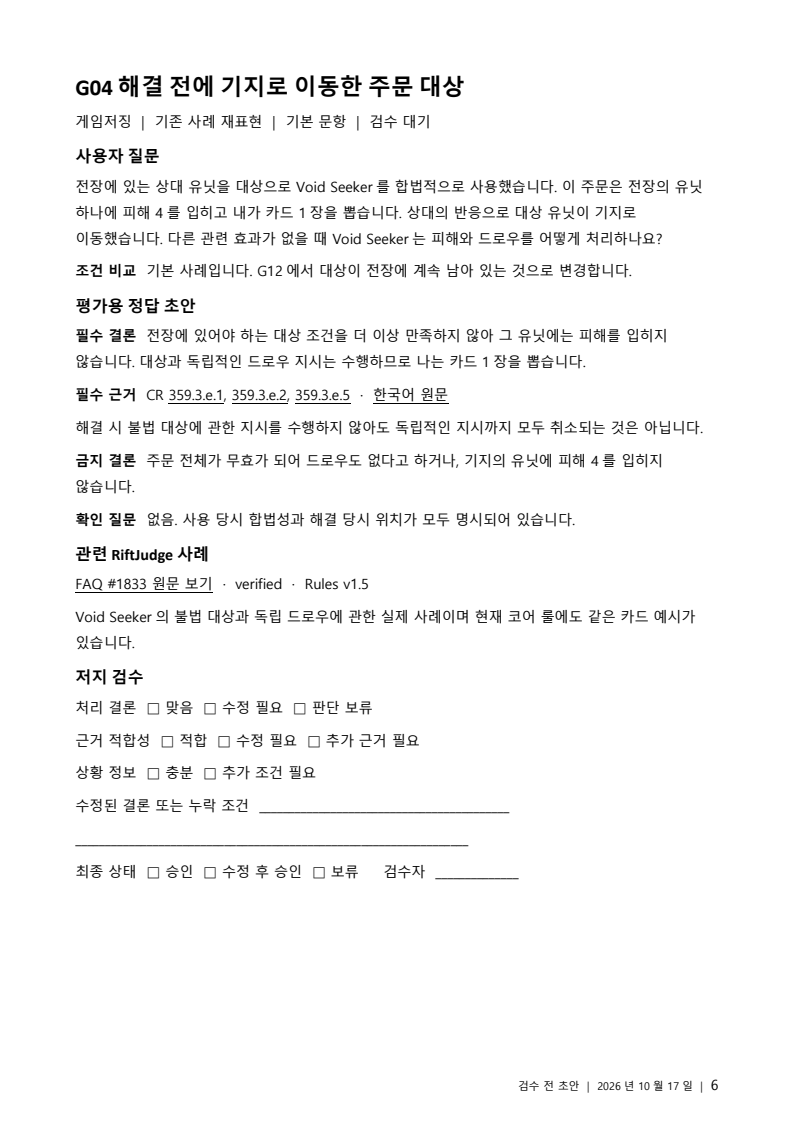 G04 해결 전에 기지로 이동한 주문 대상
게임저징 | 기존 사례 재표현 | 기본 문항 | 검수 대기
사용자 질문
전장에 있는 상대 유닛을 대상으로 Void Seeker 를 합법적으로 사용했습니다. 이 주문은 전장의 유닛
하나에 피해 4 를 입히고 내가 카드 1 장을 뽑습니다. 상대의 반응으로 대상 유닛이 기지로
이동했습니다. 다른 관련 효과가 없을 때 Void Seeker 는 피해와 드로우를 어떻게 처리하나요?
조건 비교 기본 사례입니다. G12 에서 대상이 전장에 계속 남아 있는 것으로 변경합니다.
평가용 정답 초안
필수 결론 전장에 있어야 하는 대상 조건을 더 이상 만족하지 않아 그 유닛에는 피해를 입히지
않습니다. 대상과 독립적인 드로우 지시는 수행하므로 나는 카드 1 장을 뽑습니다.
필수 근거 CR 359.3.e.1, 359.3.e.2, 359.3.e.5 · 한국어 원문
해결 시 불법 대상에 관한 지시를 수행하지 않아도 독립적인 지시까지 모두 취소되는 것은 아닙니다.
금지 결론 주문 전체가 무효가 되어 드로우도 없다고 하거나, 기지의 유닛에 피해 4 를 입히지
않습니다.
확인 질문 없음. 사용 당시 합법성과 해결 당시 위치가 모두 명시되어 있습니다.
관련 RiftJudge 사례
FAQ #1833 원문 보기 · verified · Rules v1.5
Void Seeker 의 불법 대상과 독립 드로우에 관한 실제 사례이며 현재 코어 룰에도 같은 카드 예시가
있습니다.
저지 검수
처리 결론 □ 맞음 □ 수정 필요 □ 판단 보류
근거 적합성 □ 적합 □ 수정 필요 □ 추가 근거 필요
상황 정보 □ 충분 □ 추가 조건 필요
수정된 결론 또는 누락 조건 ______________________________________
____________________________________________________________
최종 상태 □ 승인 □ 수정 후 승인 □ 보류 검수자 _____________
검수 전 초안 | 2026 년 10 월 17 일 | 6